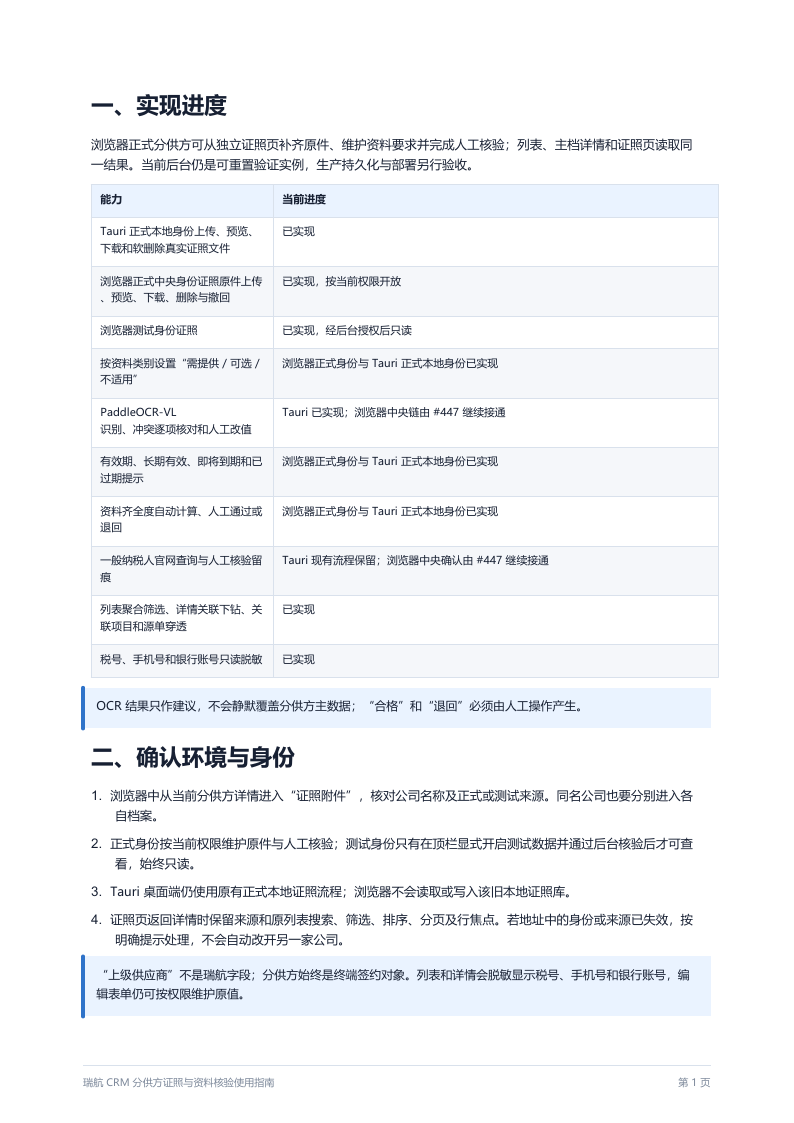 一、实现进度
浏览器正式分供方可从独立证照页补齐原件、维护资料要求并完成人工核验；列表、主档详情和证照页读取同
一结果。当前后台仍是可重置验证实例，生产持久化与部署另行验收。
能力 当前进度
Tauri 正式本地身份上传、预览、 已实现
下载和软删除真实证照文件
浏览器正式中央身份证照原件上传 已实现，按当前权限开放
、预览、下载、删除与撤回
浏览器测试身份证照 已实现，经后台授权后只读
按资料类别设置“需提供 / 可选 / 浏览器正式身份与 Tauri 正式本地身份已实现
不适用”
PaddleOCR-VL Tauri 已实现；浏览器中央链由 #447 继续接通
识别、冲突逐项核对和人工改值
有效期、长期有效、即将到期和已 浏览器正式身份与 Tauri 正式本地身份已实现
过期提示
资料齐全度自动计算、人工通过或 浏览器正式身份与 Tauri 正式本地身份已实现
退回
一般纳税人官网查询与人工核验留 Tauri 现有流程保留；浏览器中央确认由 #447 继续接通
痕
列表聚合筛选、详情关联下钻、关 已实现
联项目和源单穿透
税号、手机号和银行账号只读脱敏 已实现
OCR 结果只作建议，不会静默覆盖分供方主数据；“合格”和“退回”必须由人工操作产生。
二、确认环境与身份
1. 浏览器中从当前分供方详情进入“证照附件”，核对公司名称及正式或测试来源。同名公司也要分别进入各
自档案。
2. 正式身份按当前权限维护原件与人工核验；测试身份只有在顶栏显式开启测试数据并通过后台核验后才可查
看，始终只读。
3. Tauri 桌面端仍使用原有正式本地证照流程；浏览器不会读取或写入该旧本地证照库。
4. 证照页返回详情时保留来源和原列表搜索、筛选、排序、分页及行焦点。若地址中的身份或来源已失效，按
明确提示处理，不会自动改开另一家公司。
“上级供应商”不是瑞航字段；分供方始终是终端签约对象。列表和详情会脱敏显示税号、手机号和银行账号，编
辑表单仍可按权限维护原值。
瑞航 CRM 分供方证照与资料核验使用指南 第 1 页